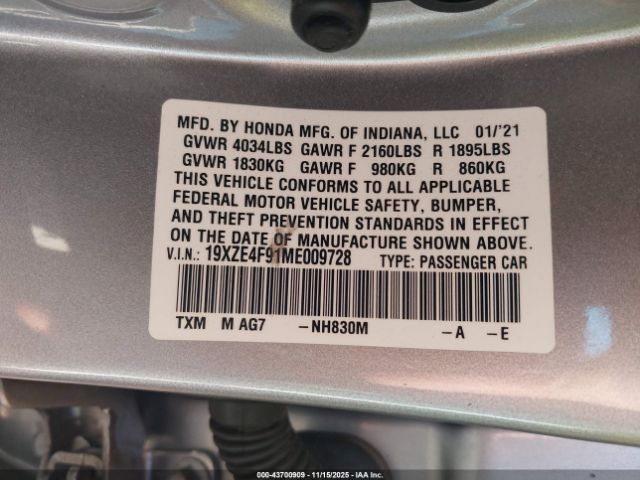 MFD. BY HONDA MFG. OF INDIANA, LLC 01/'21
GVWR 4034LBS GAWR F 2160LBS R 1895LBS
GVWR 1830KG GAWR F 980KG R 860KG
THIS VEHICLE CONFORMS TO ALL APPLICABLE
FEDERAL MOTOR VEHICLE SAFETY, BUMPER,
AND THEFT PREVENTION STANDARDS IN EFFECT
ON THE DATE OF MANUFACTURE SHOWN ABOVE.
V.I.N.: 19XZE4F91ME009728 TYPE: PASSENGER CAR
TXM M AG7 –NH830M –A –E
000-43700909 - 11/15/2025 - IAA Inc.